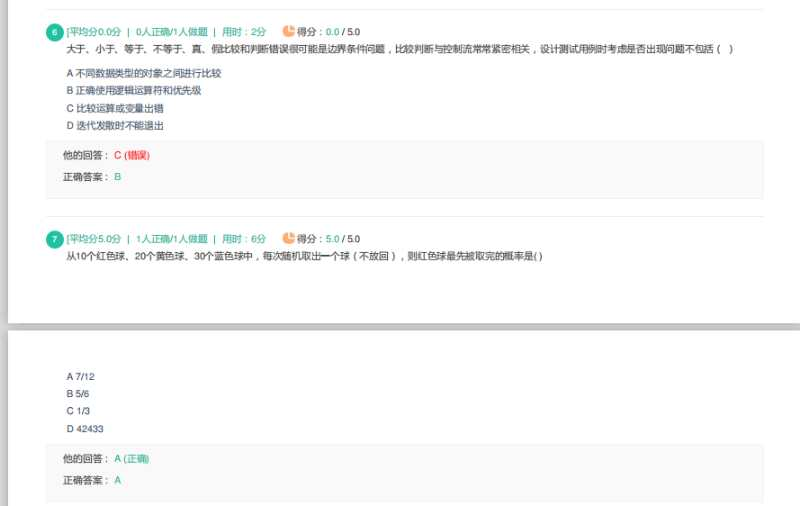 6 [平均分0.0分 | 0人正确/1人做题 | 用时：2分 得分：0.0 / 5.0
大于、小于、等于、不等于、真、假比较和判断错误很可能是边界条件问题，比较判断与控制流常常紧密相关，设计测试用例时考虑是否出现问题不包括（ ）
A 不同数据类型的对象之间进行比较
B 正确使用逻辑运算符和优先级
C 比较运算或变量出错
D 迭代发散时不能退出
他的回答： C (错误)
正确答案： B
7 [平均分5.0分 | 1人正确/1人做题 | 用时：6分 得分：5.0 / 5.0
从10个红色球、20个黄色球、30个蓝色球中，每次随机取出一个球（不放回），则红色球最先被取完的概率是( )
A 7/12
B 5/6
C 1/3
D 42433
他的回答： A (正确)
正确答案： A